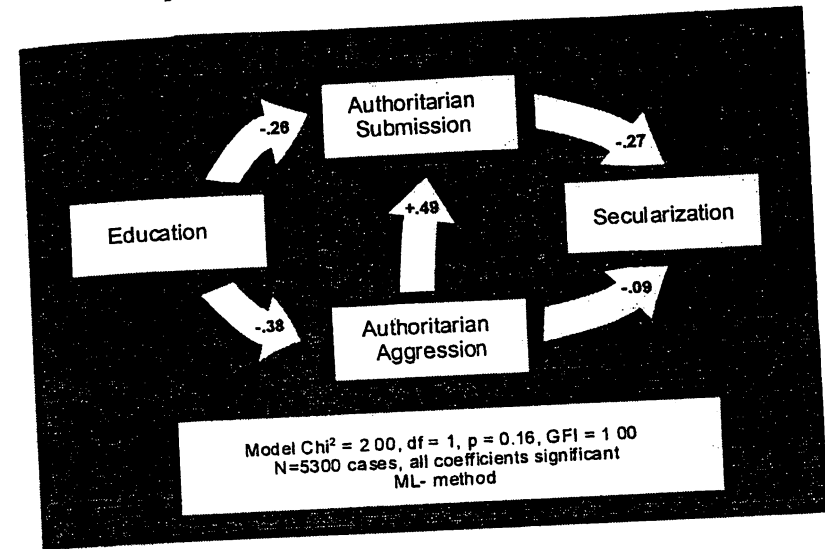 Authoritarian
Submission
-.26
-.27
+.49
Education
Secularization
-.38
-.09
Authoritarian
Aggression
Model Chi² = 2 00, df = 1, p = 0.16, GFI = 1 00
N=5300 cases, all coefficients significant
ML- method